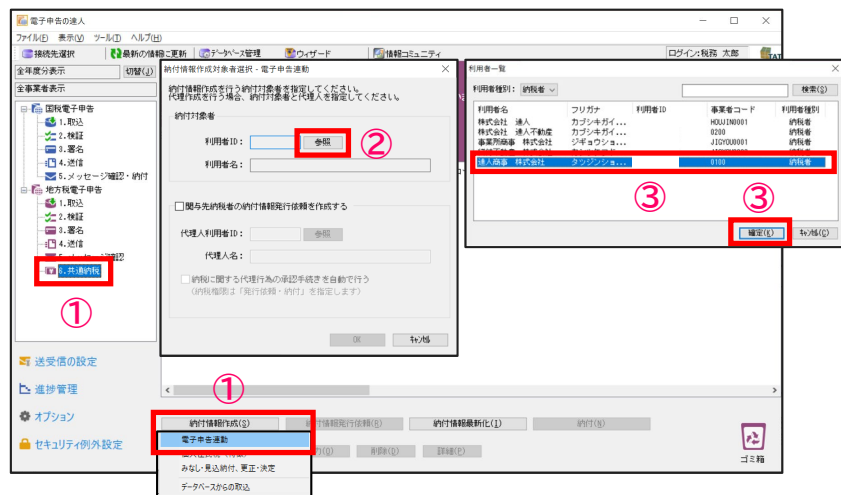 電子申告の達人
ファイル(F) 表示(V) ツール(T) ヘルプ(H)
接続先選択 最新の情報に更新 データベース管理 ウィザード 情報コミュニティ ログイン:税務 太郎
全年度分表示 切替(J)
全事業者表示
国税電子申告
1.取込
2.検証
3.署名
4.送信
5.メッセージ確認・納付
地方税電子申告
1.取込
2.検証
3.署名
4.送信
6.共通納税
①
送受信の設定
進捗管理
オプション
セキュリティ例外設定
納付情報作成対象者選択 - 電子申告連動
納付情報作成を行う納付対象者を指定してください。
代理作成を行う場合、納付対象者と代理人を指定してください。
納付対象者
利用者ID: 参照 ②
利用者名:
関与先納税者の納付情報発行依頼を作成する
代理人利用者ID: 参照
代理人名:
納税に関する代理行為の承認手続きを自動で行う
(納税権限は「発行依頼・納付」を指定します)
OK キャンセル
利用者一覧
利用者種別: 納税者 検索(S)
利用者名 フリガナ 利用者ID 事業者コード 利用者種別
株式会社 達人 カブシキガイ... HOUJIN0001 納税者
株式会社 達人不動産 カブシキガイ... 0200 納税者
事業所商事 株式会社 ジギョウショ... JIGYOU0001 納税者
達人商事 株式会社 タツジンショ... 0100 納税者
③ ③
確定(K) キャンセル(C)
①
納付情報作成(S) 付情報発行依頼(R) 納付情報最新化(I) 納付(N)
電子申告連動
削除(D) 詳細(P)
みなし・見込納付、更正・決定
データベースからの取込
ゴミ箱